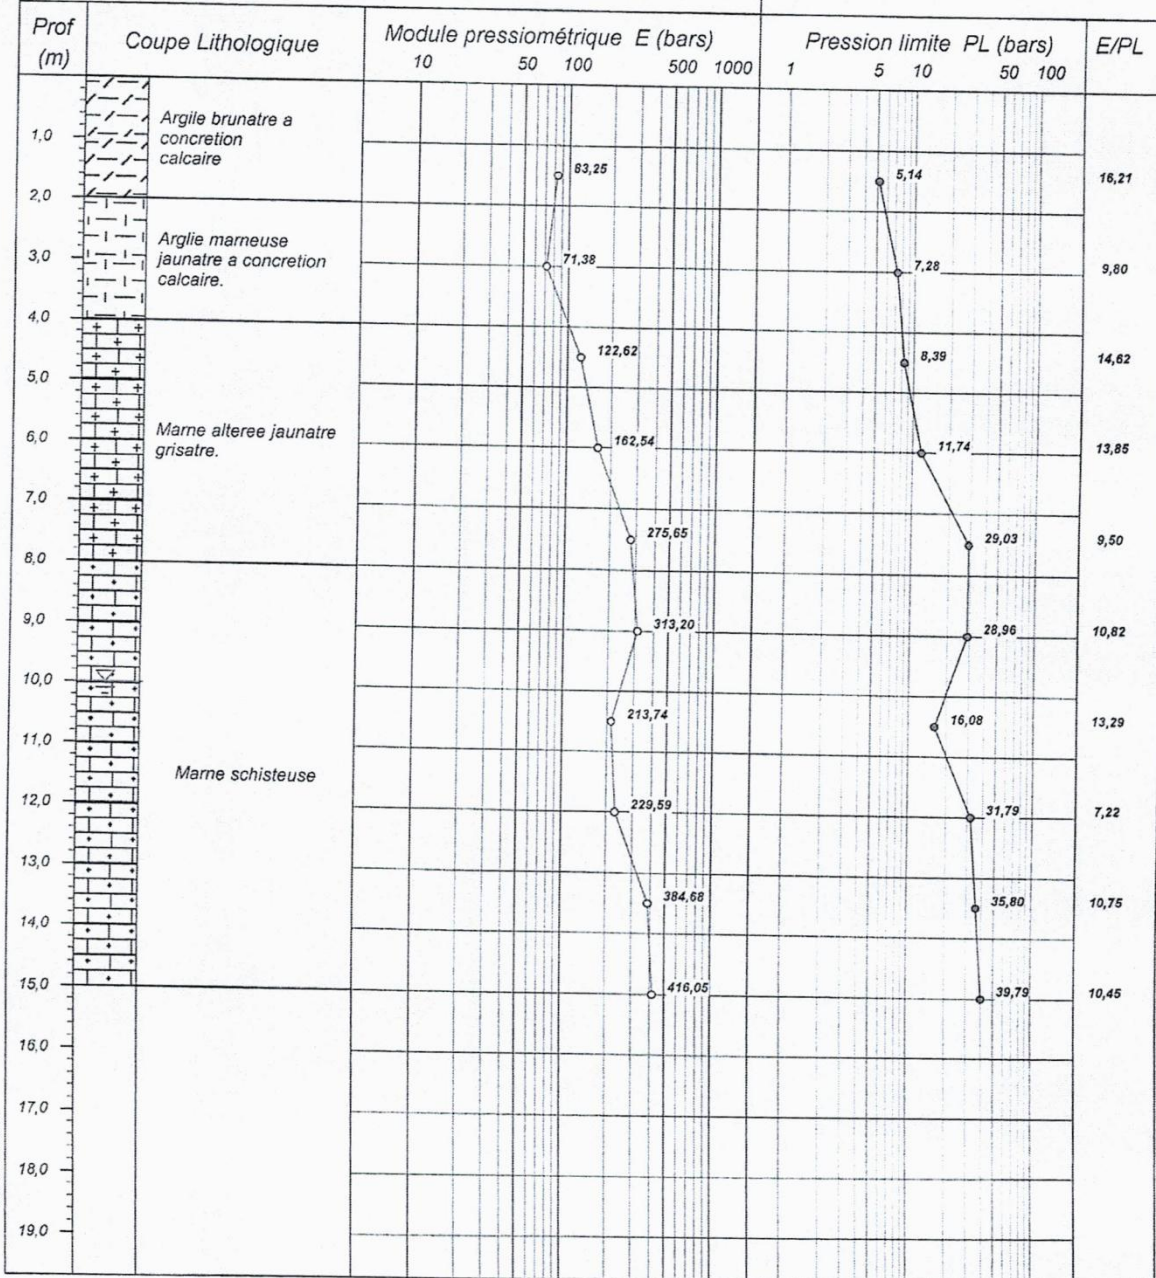 Prof
(m)
Coupe Lithologique
Module pressiométrique E (bars)
10 50 100 500 1000
Pression limite PL (bars)
1 5 10 50 100
E/PL
Argile brunatre a
concretion
calcaire
1,0
83,25 5,14 16,21
2,0
Arglie marneuse
jaunatre a concretion
calcaire.
3,0
71,38 7,28 9,80
4,0
122,62 8,39 14,62
5,0
Marne alteree jaunatre
grisatre.
6,0
162,54 11,74 13,85
7,0
275,65 29,03 9,50
8,0
9,0
313,20 28,96 10,82
10,0
213,74 16,08 13,29
11,0
Marne schisteuse
12,0
229,59 31,79 7,22
13,0
384,68 35,80 10,75
14,0
15,0
416,05 39,79 10,45
16,0
17,0
18,0
19,0